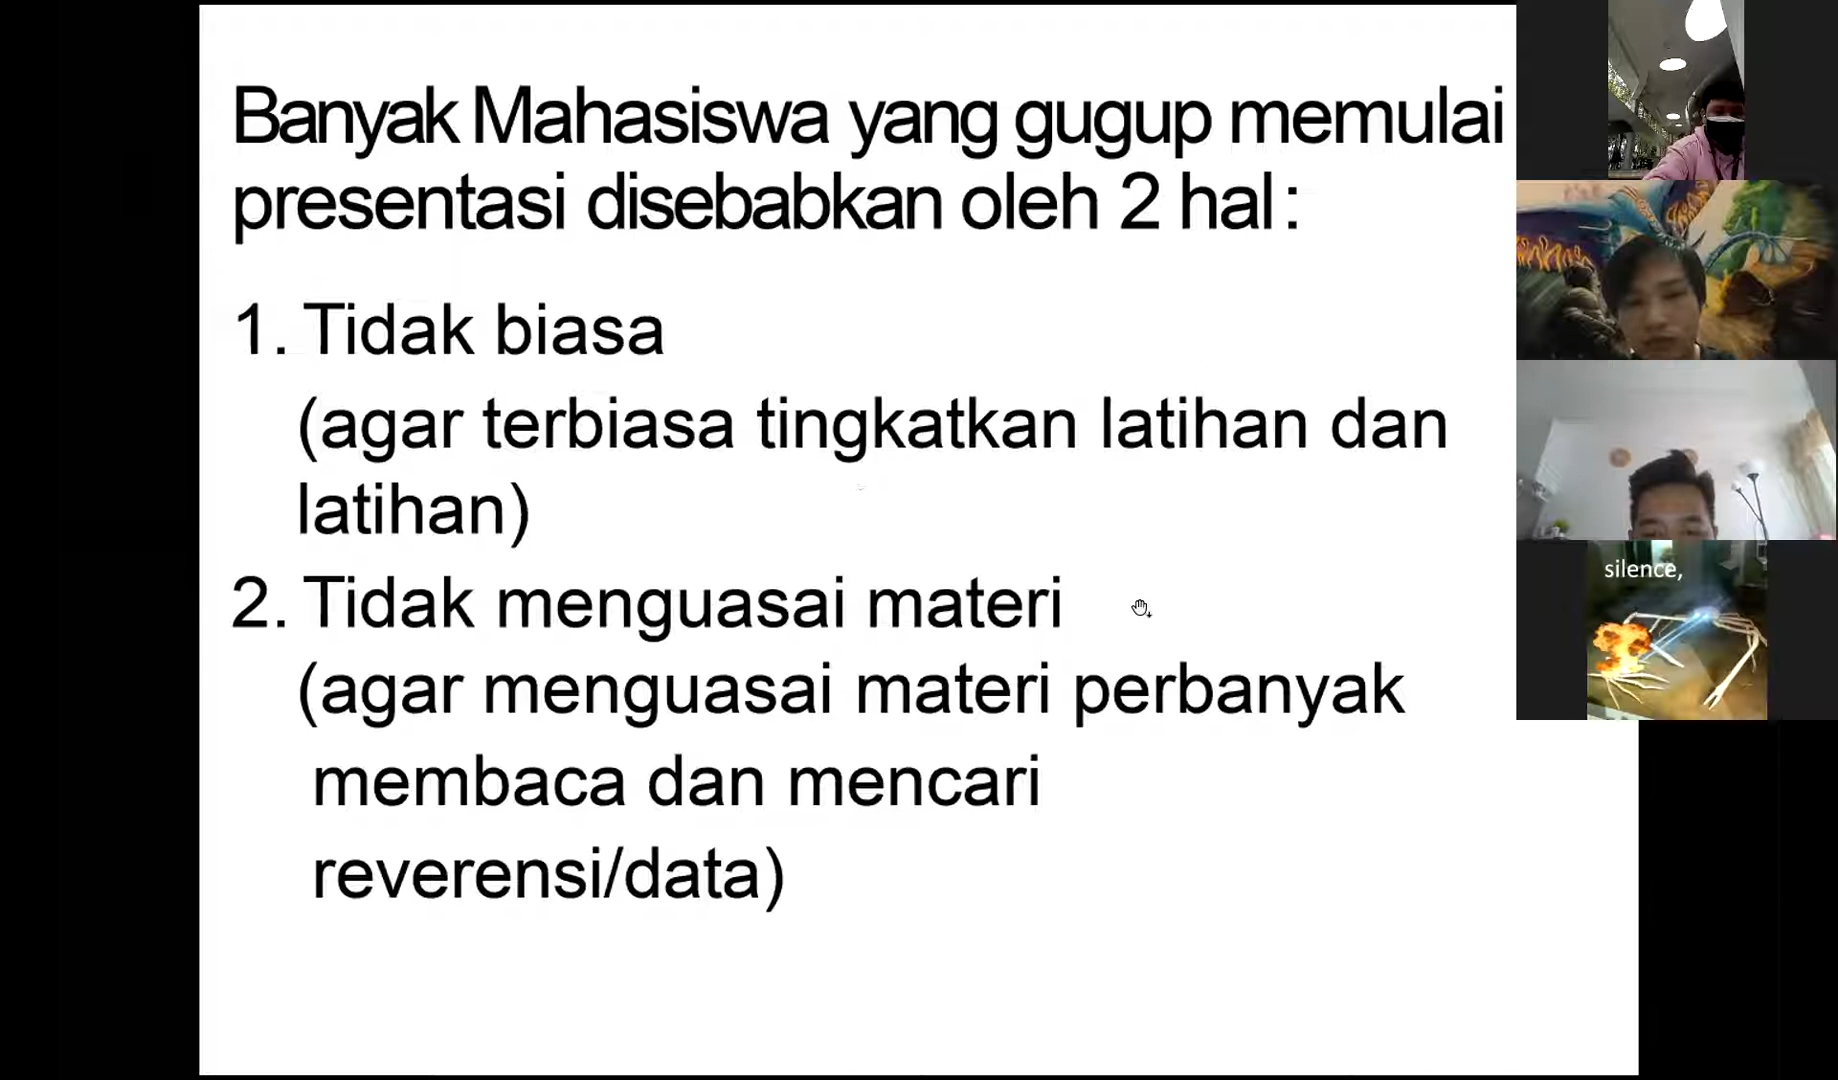 Banyak Mahasiswa yang gugup memulai
presentasi disebabkan oleh 2 hal:
1. Tidak biasa
(agar terbiasa tingkatkan latihan dan
latihan)
2. Tidak menguasai materi
(agar menguasai materi perbanyak
membaca dan mencari
reverensi/data)
silence,